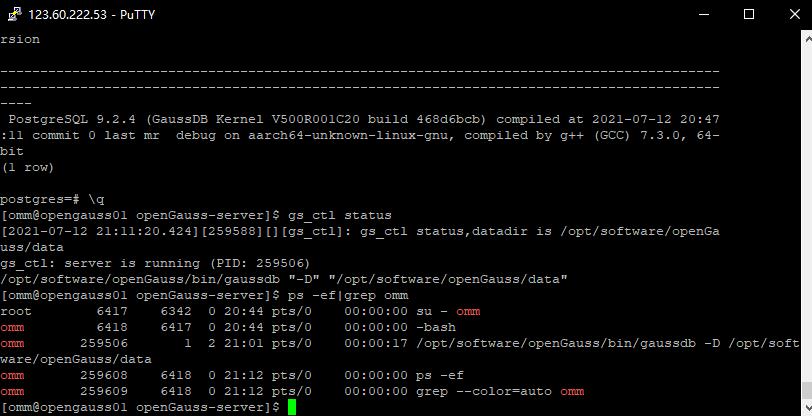 123.60.222.53 - PuTTY
rsion
------------------------------------------------------------------------------------------
------------------------------------------------------------------------------------------
----
 PostgreSQL 9.2.4 (GaussDB Kernel V500R001C20 build 468d6bcb) compiled at 2021-07-12 20:47
:11 commit 0 last mr  debug on aarch64-unknown-linux-gnu, compiled by g++ (GCC) 7.3.0, 64-
bit
(1 row)
postgres=# \q
[omm@opengauss01 openGauss-server]$ gs_ctl status
[2021-07-12 21:11:20.424][259588][][gs_ctl]: gs_ctl status,datadir is /opt/software/openGa
uss/data
gs_ctl: server is running (PID: 259506)
/opt/software/openGauss/bin/gaussdb "-D" "/opt/software/openGauss/data"
[omm@opengauss01 openGauss-server]$ ps -ef|grep omm
root        6417    6342  0 20:44 pts/0    00:00:00 su - omm
omm         6418    6417  0 20:44 pts/0    00:00:00 -bash
omm       259506       1  2 21:01 pts/0    00:00:17 /opt/software/openGauss/bin/gaussdb -D /opt/soft
ware/openGauss/data
omm       259608    6418  0 21:12 pts/0    00:00:00 ps -ef
omm       259609    6418  0 21:12 pts/0    00:00:00 grep --color=auto omm
[omm@opengauss01 openGauss-server]$